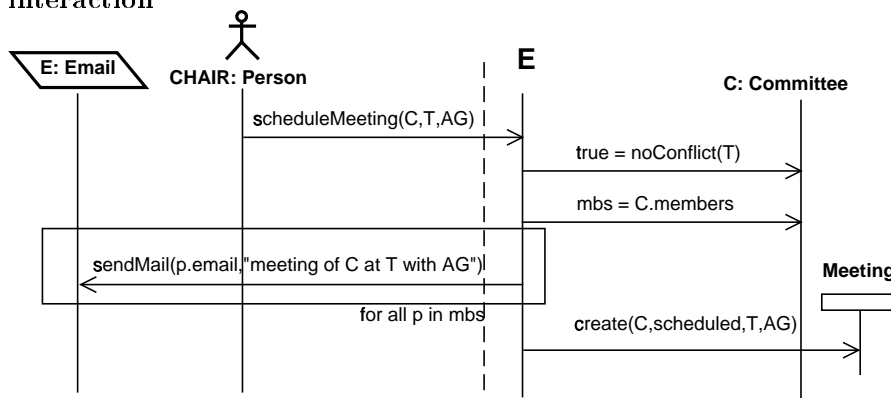 interaction
E: Email
CHAIR: Person
E
C: Committee
scheduleMeeting(C,T,AG)
true = noConflict(T)
mbs = C.members
sendMail(p.email,"meeting of C at T with AG")
Meeting
for all p in mbs
create(C,scheduled,T,AG)